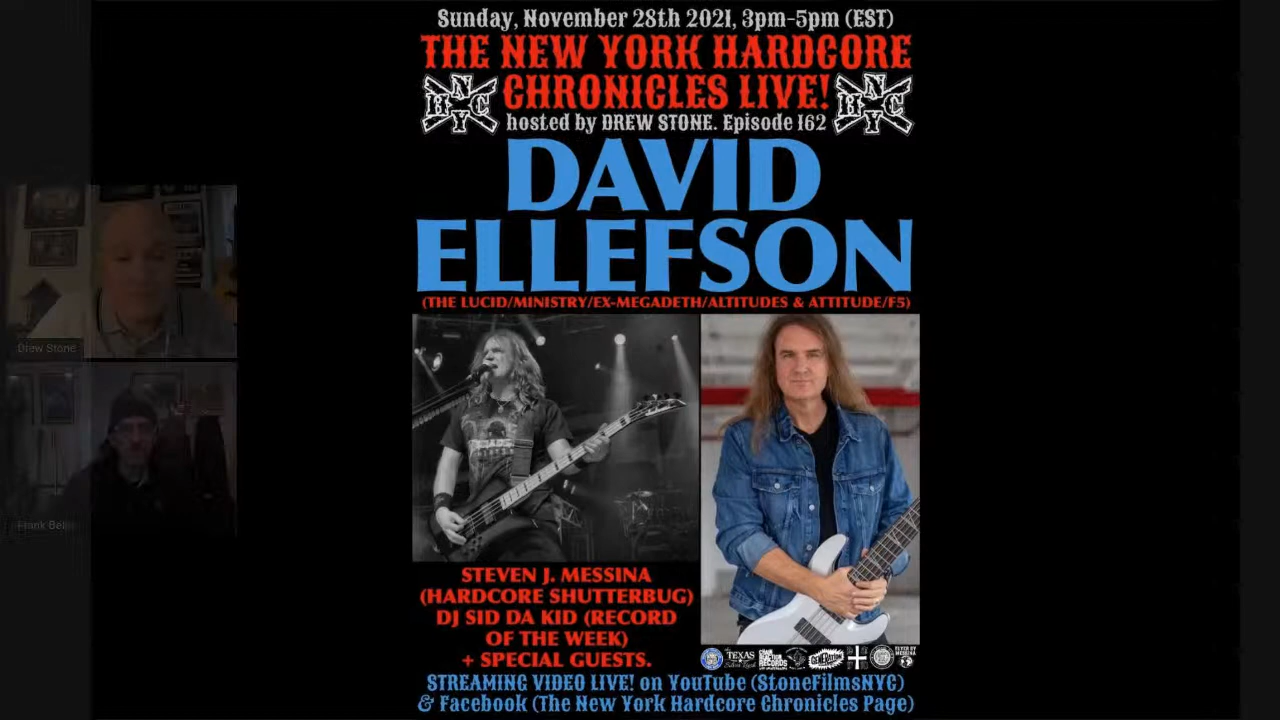 Sunday, November 28th 2021, 3pm-5pm (EST)
THE NEW YORK HARDCORE
CHRONICLES LIVE!
N
H C
Y
N
H C
Y
hosted by DREW STONE. Episode 162
DAVID
ELLEFSON
(THE LUCID/MINISTRY/EX-MEGADETH/ALTITUDES & ATTITUDE/F5)
Drew Stone
STEVEN J. MESSINA
(HARDCORE SHUTTERBUG)
DJ SID DA KID (RECORD
OF THE WEEK)
+ SPECIAL GUESTS.
TEXAS
STREAMING VIDEO LIVE! on YouTube (StoneFilmsNYC)
& Facebook (The New York Hardcore Chronicles Page)